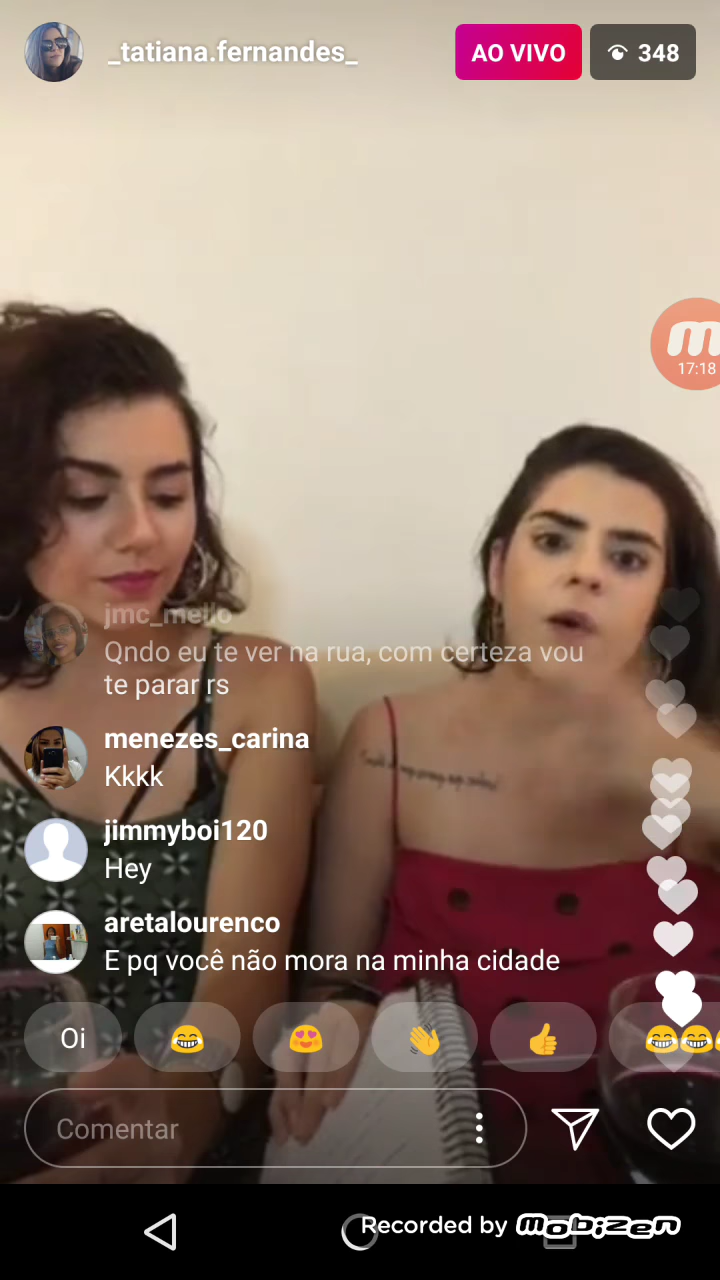 _tatiana.fernandes_
AO VIVO
348
17:18
jmc_mello
Qndo eu te ver na rua, com certeza vou
te parar rs
menezes_carina
Kkkk
jimmyboi120
Hey
aretalourenco
E pq você não mora na minha cidade
Oi
Comentar
Recorded by mobizen